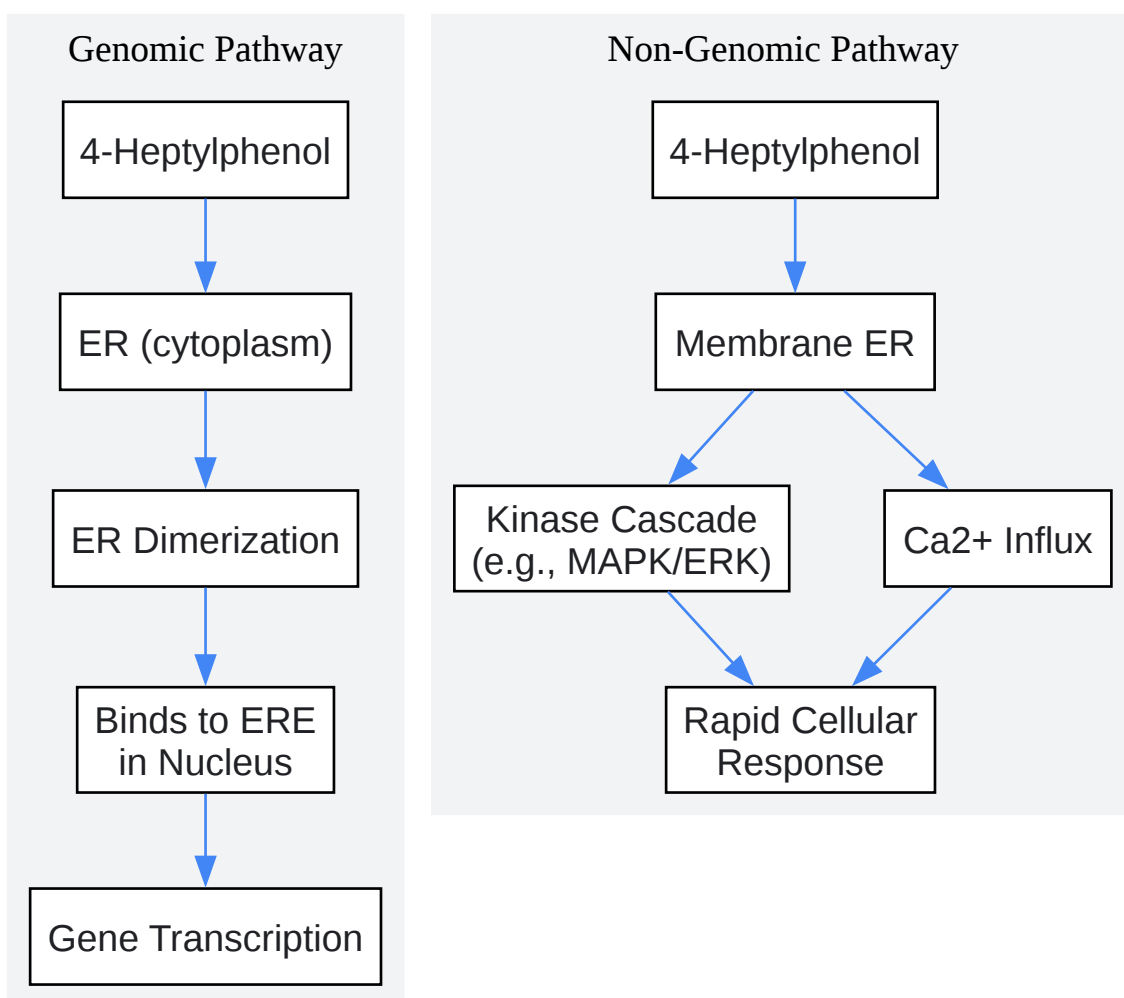 Genomic Pathway
4-Heptylphenol
ER (cytoplasm)
ER Dimerization
Binds to ERE
in Nucleus
Gene Transcription
Non-Genomic Pathway
4-Heptylphenol
Membrane ER
Kinase Cascade
(e.g., MAPK/ERK)
Ca2+ Influx
Rapid Cellular
Response